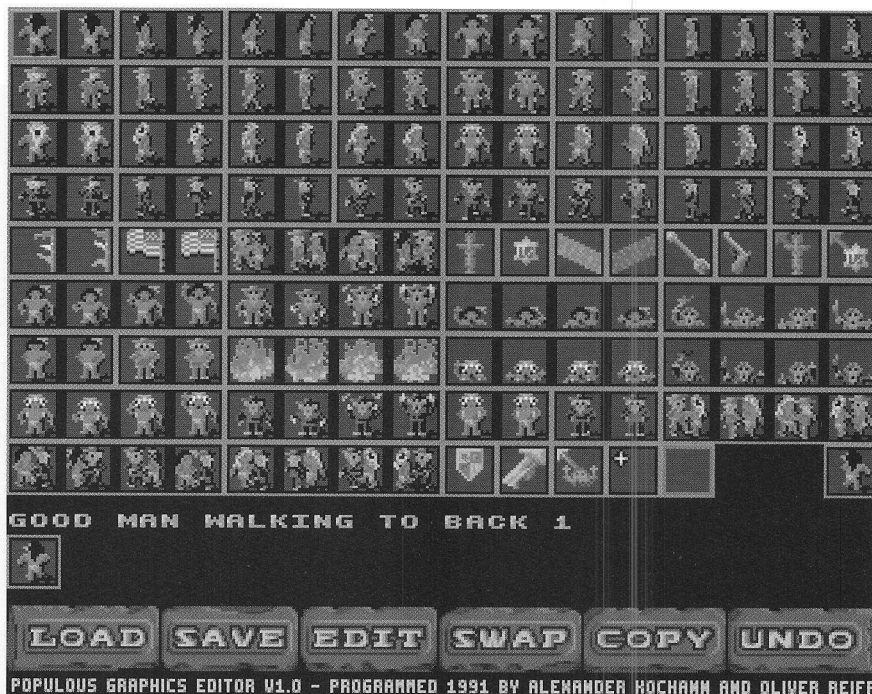 GOOD MAN WALKING TO BACK 1
LOAD SAVE EDIT SWAP COPY UNDO
POPULOUS GRAPHICS EDITOR V1.0 - PROGRAMMED 1991 BY ALEXANDER AND OLIVER